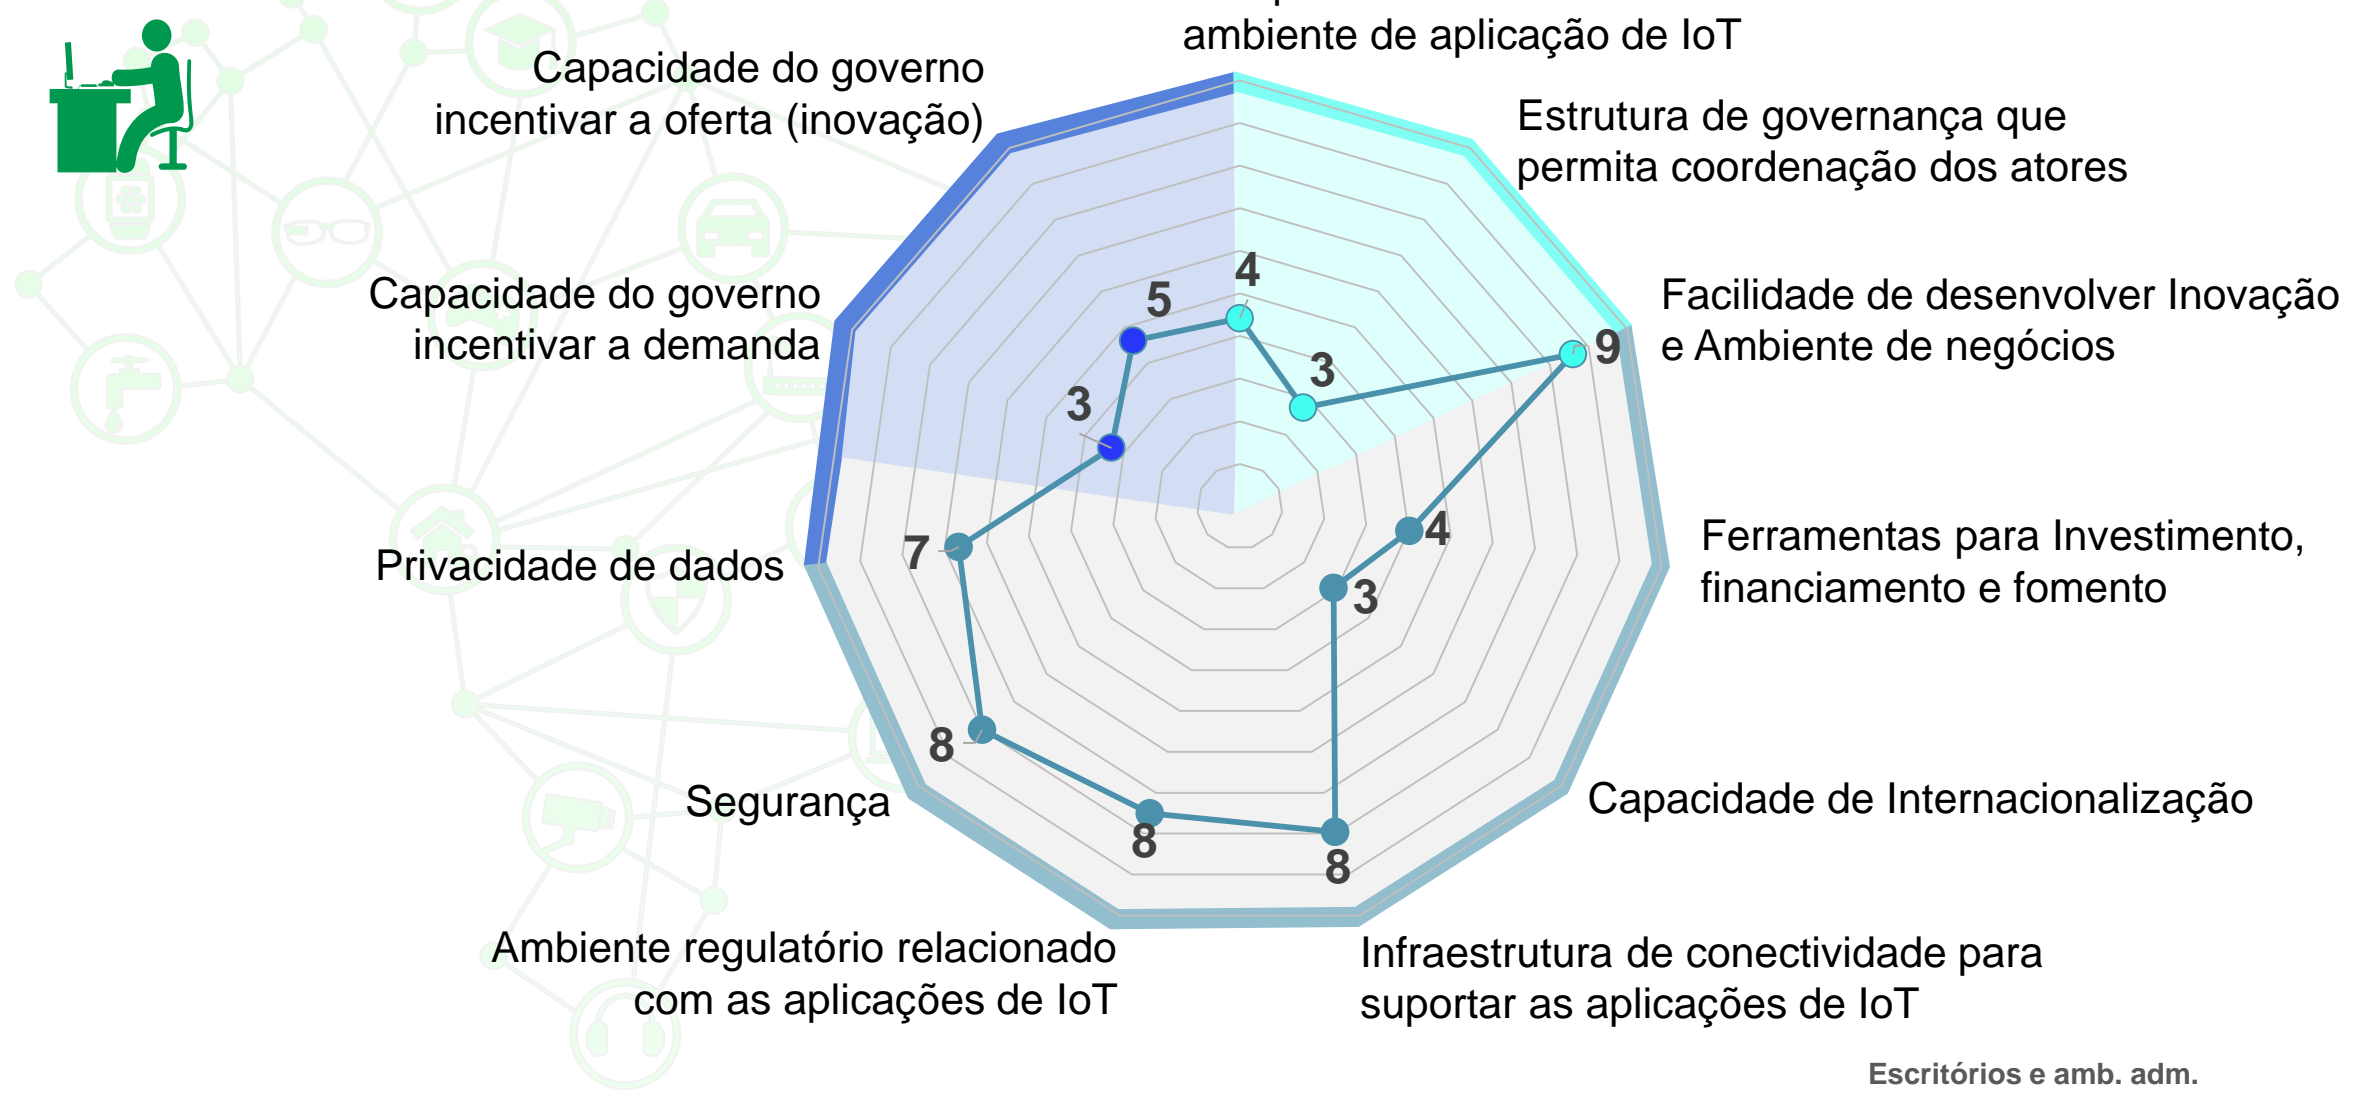 ambiente de aplicação de IoT
Capacidade do governo
incentivar a oferta (inovação)
Estrutura de governança que
permita coordenação dos atores
Capacidade do governo
incentivar a demanda
Facilidade de desenvolver Inovação
e Ambiente de negócios
4
5
3
9
3
Ferramentas para Investimento,
financiamento e fomento
4
7
Privacidade de dados
3
8
Segurança
Capacidade de Internacionalização
8
8
Ambiente regulatório relacionado
com as aplicações de IoT
Infraestrutura de conectividade para
suportar as aplicações de IoT
Escritórios e amb. adm.